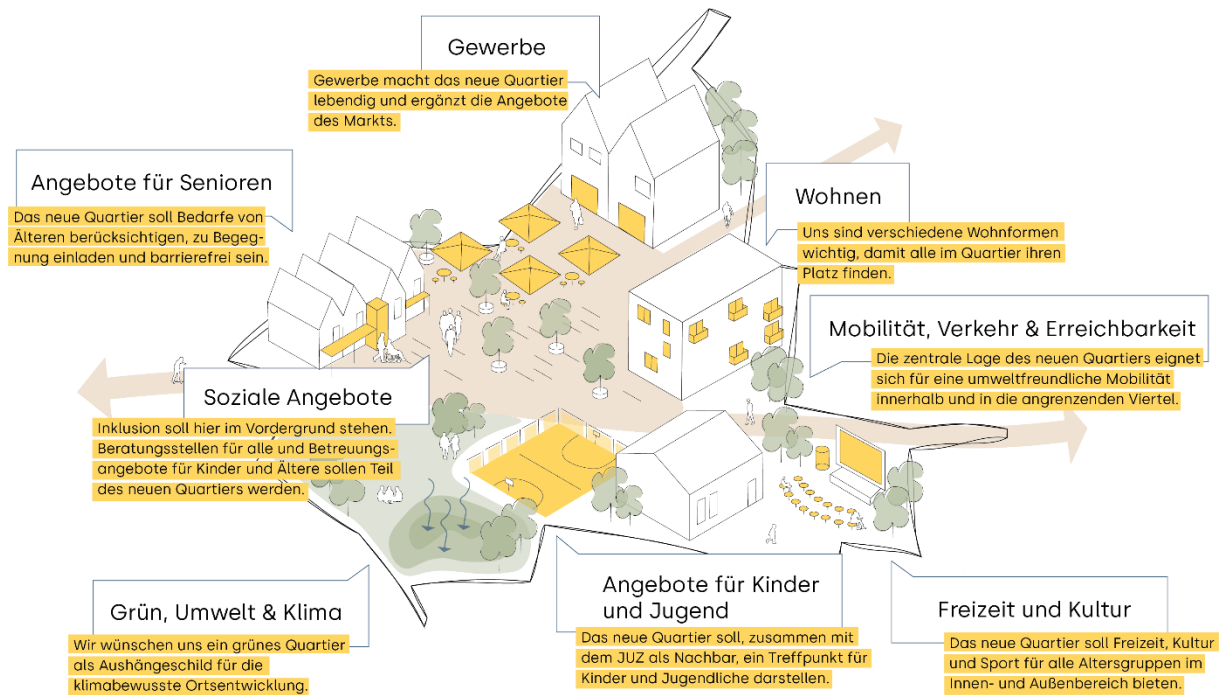 Gewerbe
Gewerbe macht das neue Quartier
lebendig und ergänzt die Angebote
des Markts.
Angebote für Senioren
Das neue Quartier soll Bedarfe von
Älteren berücksichtigen, zu Begeg-
nung einladen und barrierefrei sein.
Wohnen
Uns sind verschiedene Wohnformen
wichtig, damit alle im Quartier ihren
Platz finden.
Mobilität, Verkehr & Erreichbarkeit
Die zentrale Lage des neuen Quartiers eignet
sich für eine umweltfreundliche Mobilität
innerhalb und in die angrenzenden Viertel.
Soziale Angebote
Inklusion soll hier im Vordergrund stehen.
Beratungsstellen für alle und Betreuungs-
angebote für Kinder und Ältere sollen Teil
des neuen Quartiers werden.
Grün, Umwelt & Klima
Wir wünschen uns ein grünes Quartier
als Aushängeschild für die
klimabewusste Ortsentwicklung.
Angebote für Kinder
und Jugend
Das neue Quartier soll, zusammen mit
dem JUZ als Nachbar, ein Treffpunkt für
Kinder und Jugendliche darstellen.
Freizeit und Kultur
Das neue Quartier soll Freizeit, Kultur
und Sport für alle Altersgruppen im
Innen- und Außenbereich bieten.